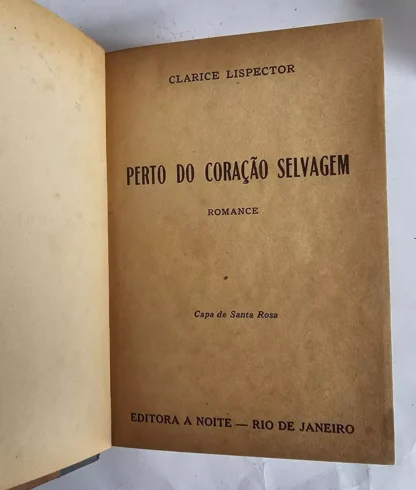 CLARICE LISPECTOR
PERTO DO CORAÇÃO SELVAGEM
ROMANCE
Capa de Santa Rosa
EDITORA A NOITE — RIO DE JANEIRO